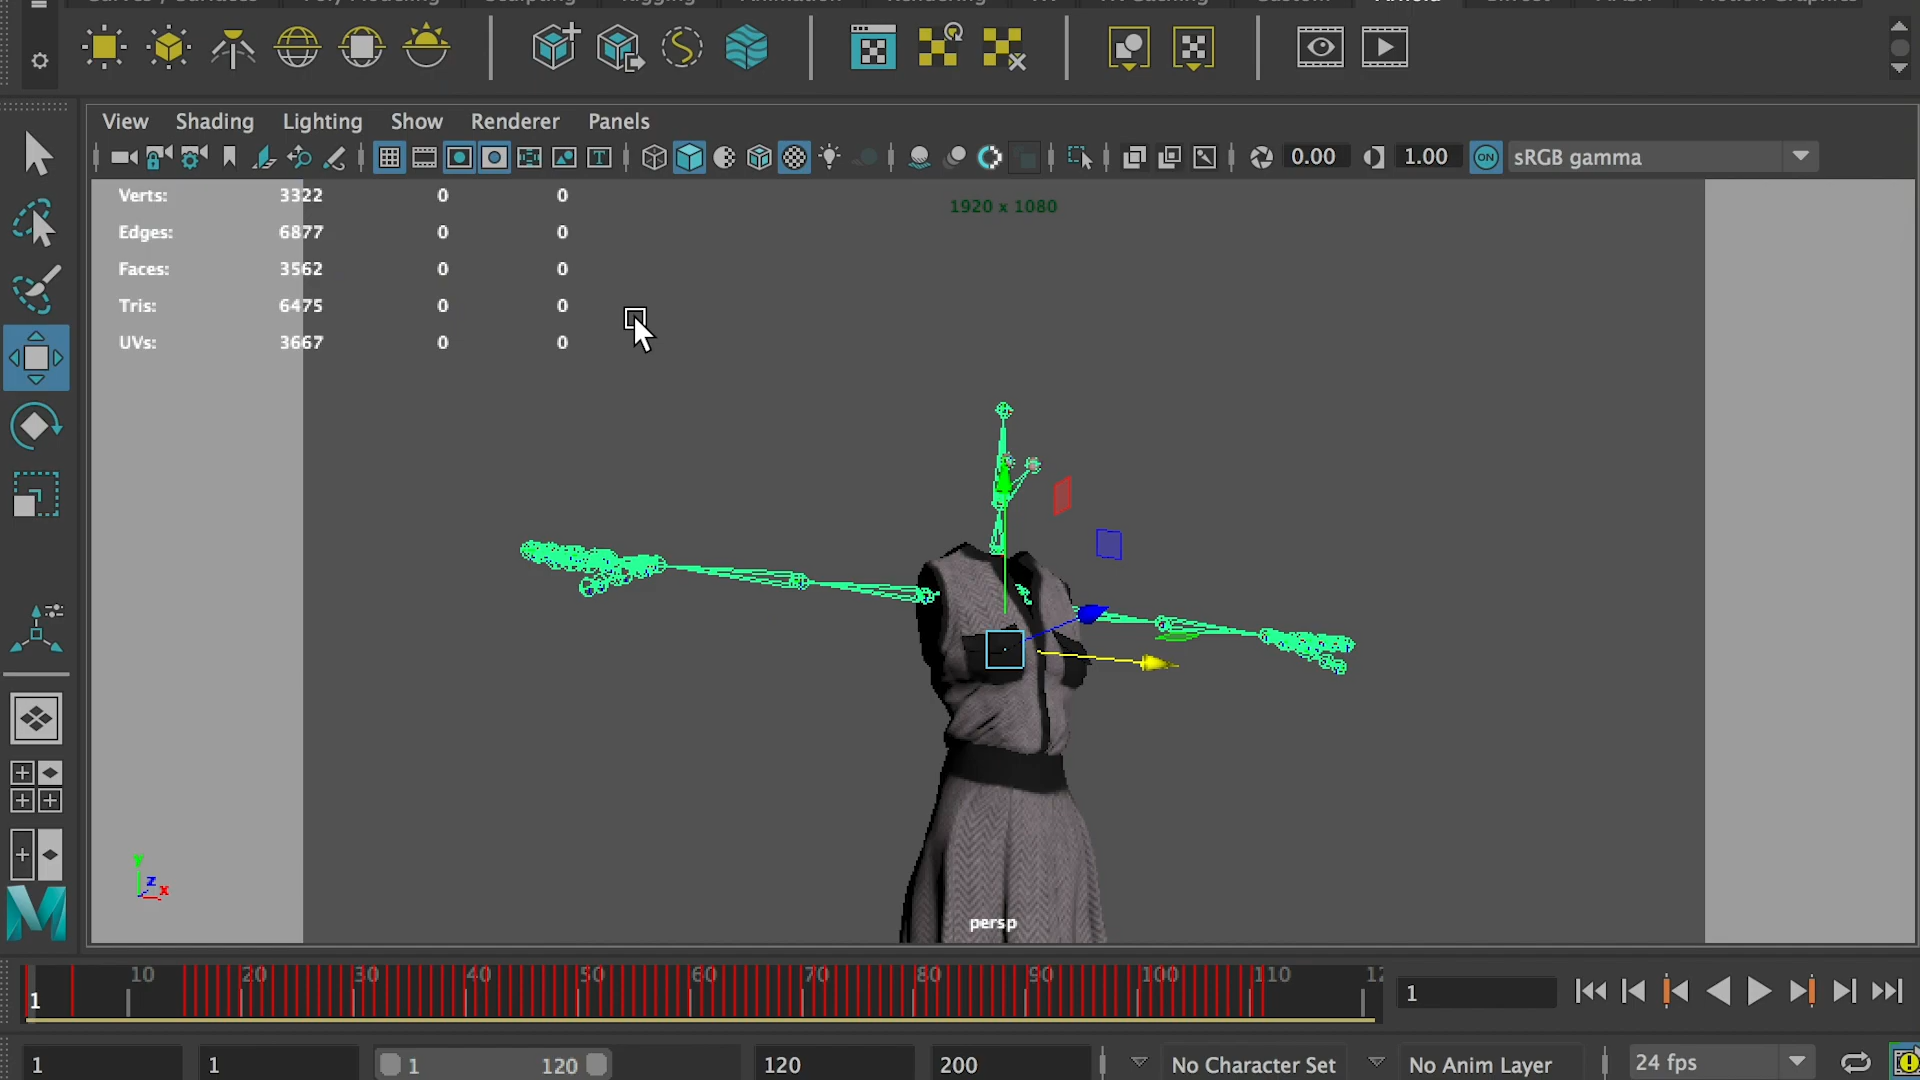 View Shading Lighting Show Renderer Panels
0.00 1.00 ON sRGB gamma
Verts: 3322 0 0
Edges: 6877 0 0
Faces: 3562 0 0
Tris: 6475 0 0
UVs: 3667 0 0
1920 x 1080
y
z
x
persp
10 20 30 40 50 60 70 80 90 100 110 12
1
1
1 1 1 120 120 200 No Character Set No Anim Layer 24 fps